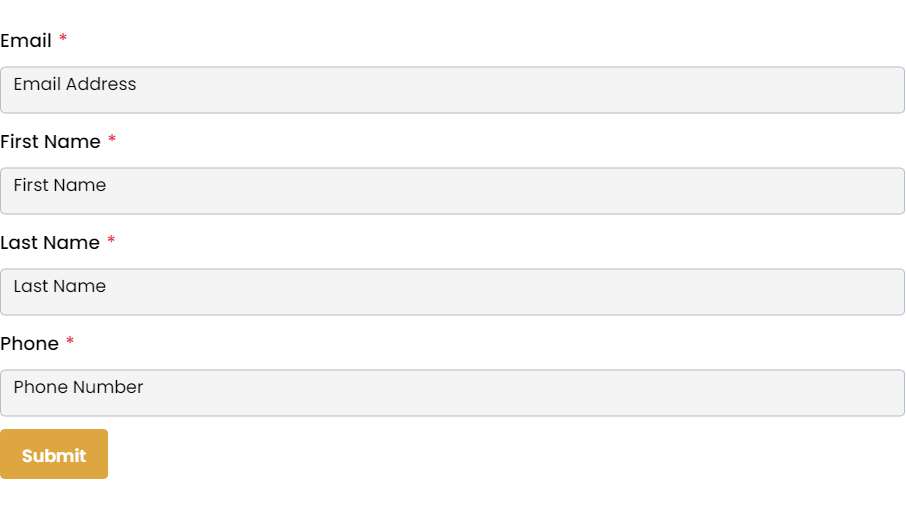 Email *
Email Address
First Name *
First Name
Last Name *
Last Name
Phone *
Phone Number
Submit